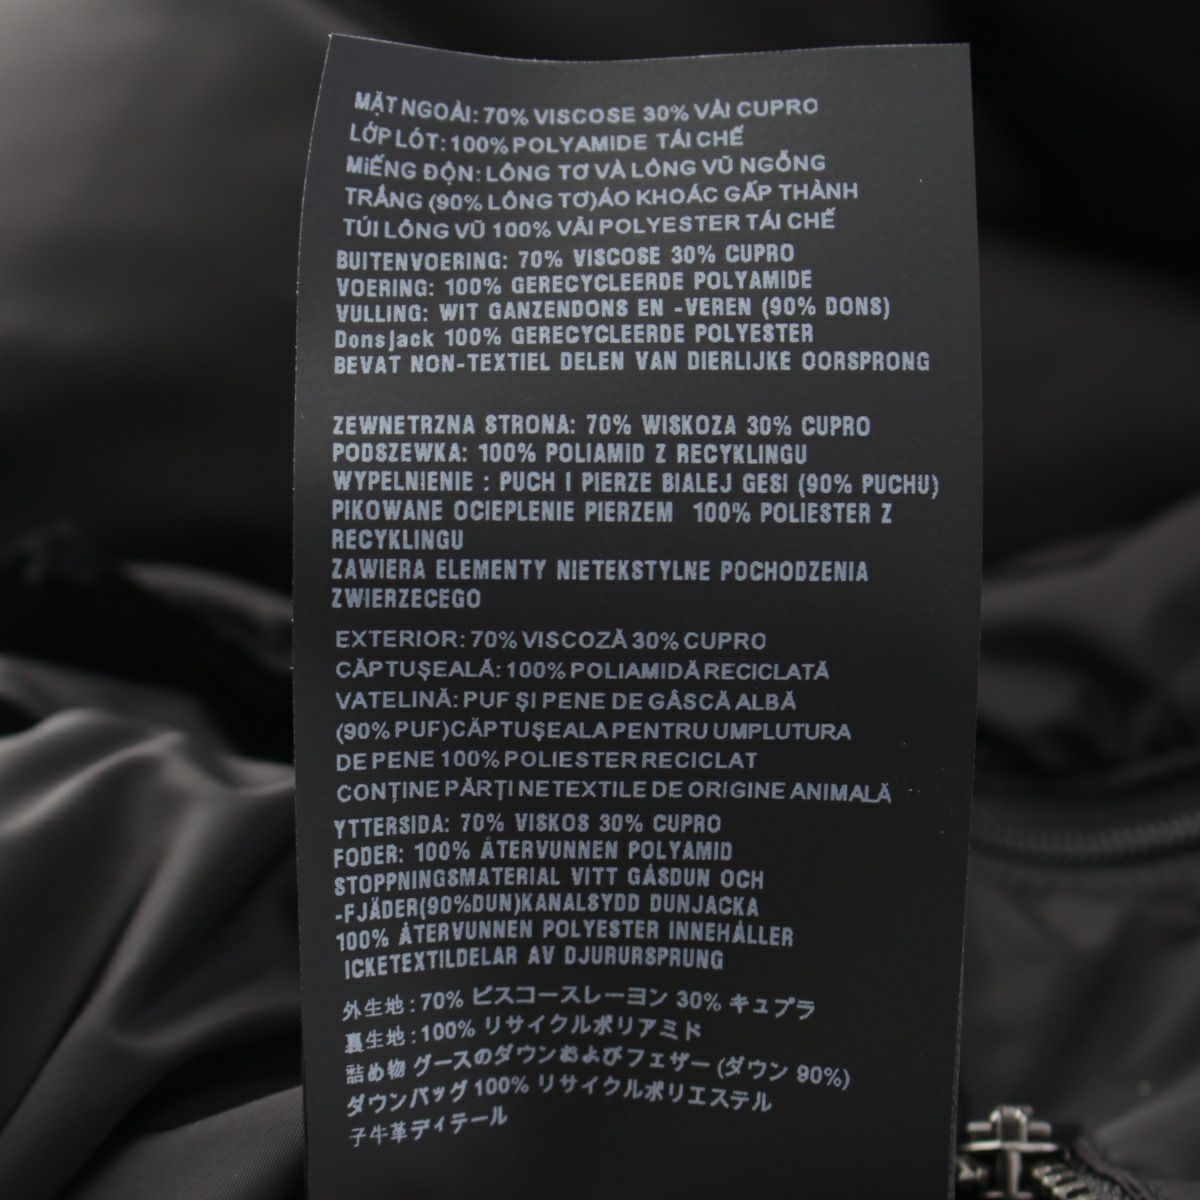 MẶT NGOÀI: 70% VISCOSE 30% VẢI CUPRO
LỚP LÓT: 100% POLYAMIDE TÁI CHẾ
MIẾNG ĐỘN: LÔNG TƠ VÀ LÔNG VŨ NGỖNG
TRẮNG (90% LÔNG TƠ)ÁO KHOÁC GẤP THÀNH
TÚI LÔNG VŨ 100% VẢI POLYESTER TÁI CHẾ
BUITENVOERING: 70% VISCOSE 30% CUPRO
VOERING: 100% GERECYCLEERDE POLYAMIDE
VULLING: WIT GANZENDONS EN -VEREN (90% DONS)
Donsjack 100% GERECYCLEERDE POLYESTER
BEVAT NON-TEXTIEL DELEN VAN DIERLIJKE OORSPRONG
ZEWNETRZNA STRONA: 70% WISKOZA 30% CUPRO
PODSZEWKA: 100% POLIAMID Z RECYKLINGU
WYPELNIENIE : PUCH I PIERZE BIALEJ GESI (90% PUCHU)
PIKOWANE OCIEPLENIE PIERZEM 100% POLIESTER Z
RECYKLINGU
ZAWIERA ELEMENTY NIETEKSTYLNE POCHODZENIA
ZWIERZECEGO
EXTERIOR: 70% VISCOZĂ 30% CUPRO
CĂPTUȘEALĂ: 100% POLIAMIDĂ RECICLATĂ
VATELINĂ: PUF ȘI PENE DE GÂSCĂ ALBĂ
(90% PUF)CĂPTUȘEALA PENTRU UMPLUTURA
DE PENE 100% POLIESTER RECICLAT
CONȚINE PĂRȚI NETEXTILE DE ORIGINE ANIMALĂ
YTTERSIDA: 70% VISKOS 30% CUPRO
FODER: 100% ÅTERVUNNEN POLYAMID
STOPPNINGSMATERIAL VITT GÅSDUN OCH
-FJÄDER(90%DUN)KANALSYDD DUNJACKA
100% ÅTERVUNNEN POLYESTER INNEHÅLLER
ICKETEXTILDELAR AV DJURURSPRUNG
外生地 : 70% ビスコースレーヨン 30% キュプラ
裏生地 : 100% リサイクルポリアミド
詰め物 グースのダウンおよびフェザー (ダウン 90%)
ダウンバッグ 100% リサイクルポリエステル
子牛革ディテール